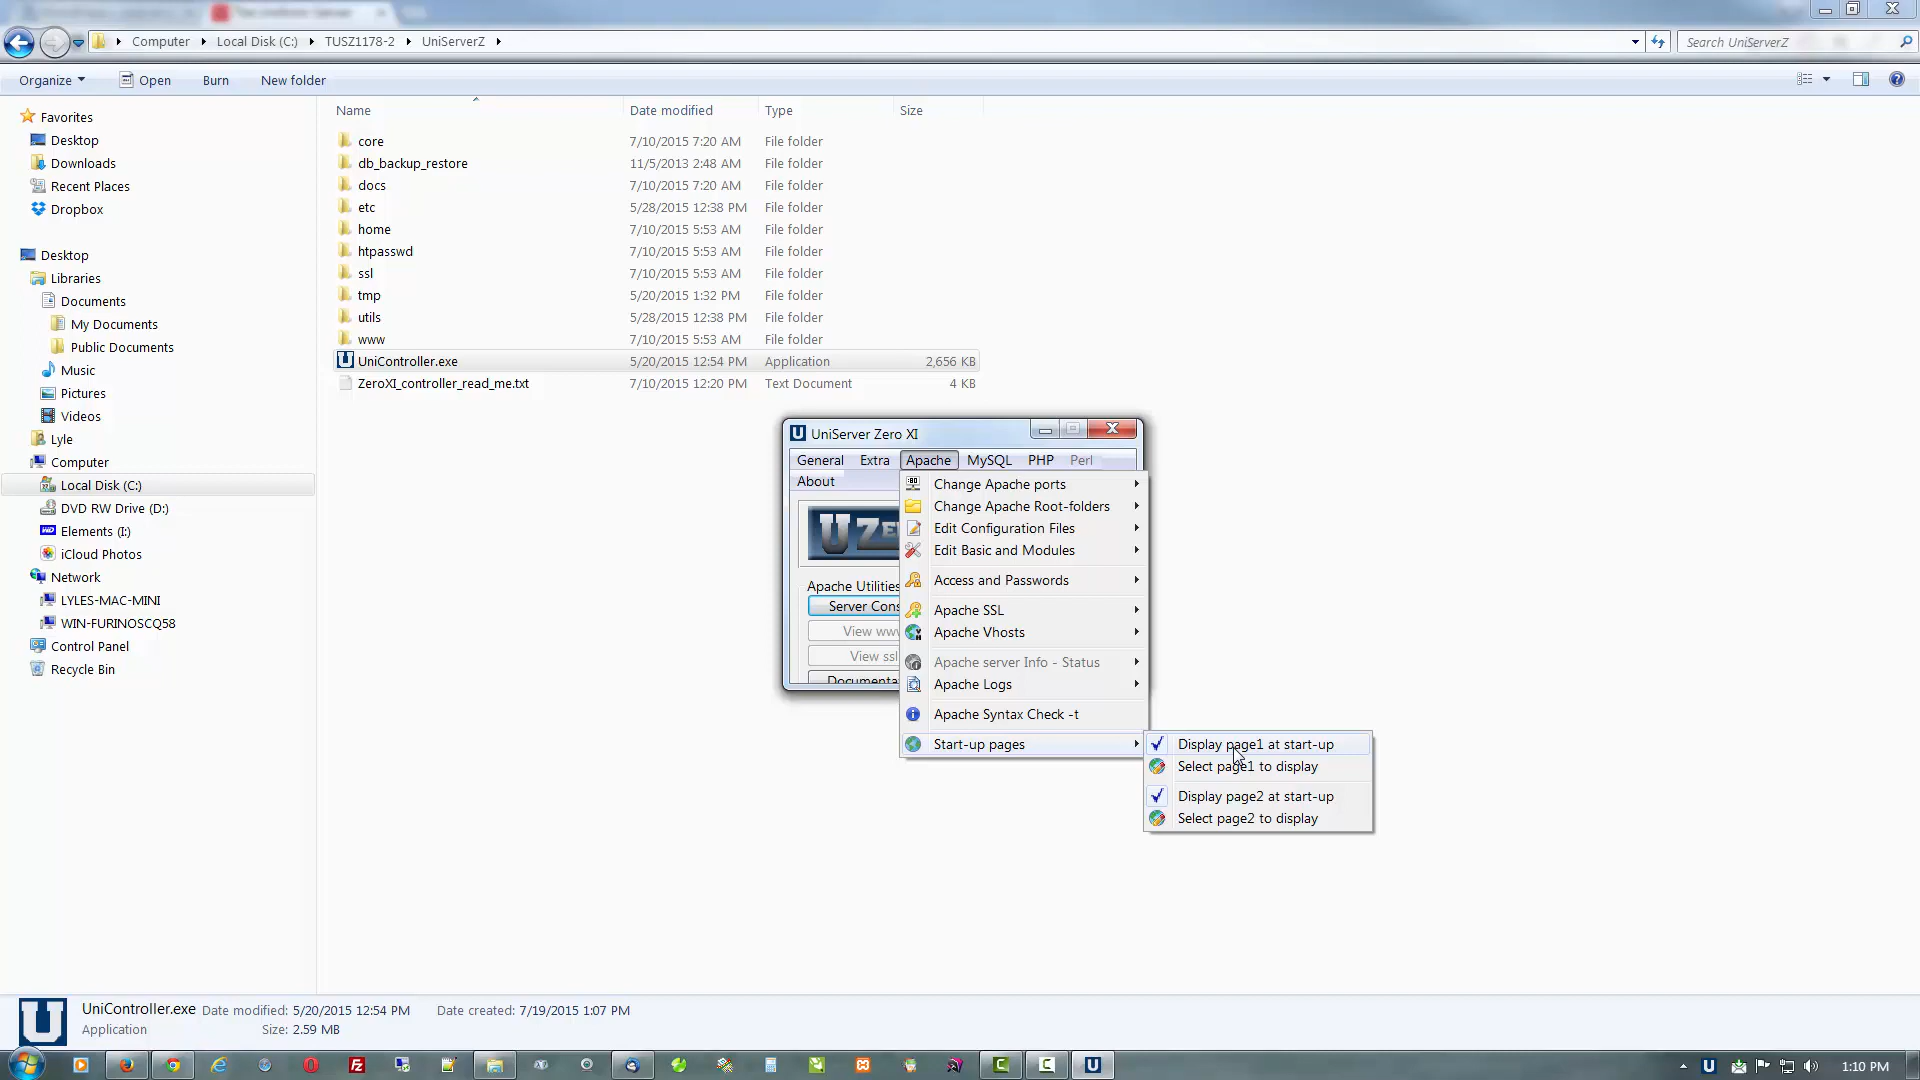 Computer Local Disk (C:) TUSZ1178-2 UniServerZ
Search UniServerZ
Organize Open Burn New folder
Name Date modified Type Size
Favorites
Desktop
Downloads
Recent Places
Dropbox
Desktop
Libraries
Documents
My Documents
Public Documents
Music
Pictures
Videos
Lyle
Computer
Local Disk (C:)
DVD RW Drive (D:)
Elements (I:)
iCloud Photos
Network
LYLES-MAC-MINI
WIN-FURINOSCQ58
Control Panel
Recycle Bin
core 7/10/2015 7:20 AM File folder
db_backup_restore 11/5/2013 2:48 AM File folder
docs 7/10/2015 7:20 AM File folder
etc 5/28/2015 12:38 PM File folder
home 7/10/2015 5:53 AM File folder
htpasswd 7/10/2015 5:53 AM File folder
ssl 7/10/2015 5:53 AM File folder
tmp 5/20/2015 1:32 PM File folder
utils 5/28/2015 12:38 PM File folder
www 7/10/2015 5:53 AM File folder
UniController.exe 5/20/2015 12:54 PM Application 2,656 KB
ZeroXI_controller_read_me.txt 7/10/2015 12:20 PM Text Document 4 KB
UniServer Zero XI
General Extra Apache MySQL PHP Perl
About
U ZE
Apache Utilities
Server Cons
View www
View ssl
Documenta
Change Apache ports
Change Apache Root-folders
Edit Configuration Files
Edit Basic and Modules
Access and Passwords
Apache SSL
Apache Vhosts
Apache server Info - Status
Apache Logs
Apache Syntax Check -t
Start-up pages
Display page1 at start-up
Select page1 to display
Display page2 at start-up
Select page2 to display
UniController.exe Date modified: 5/20/2015 12:54 PM Date created: 7/19/2015 1:07 PM
Application Size: 2.59 MB
1:10 PM